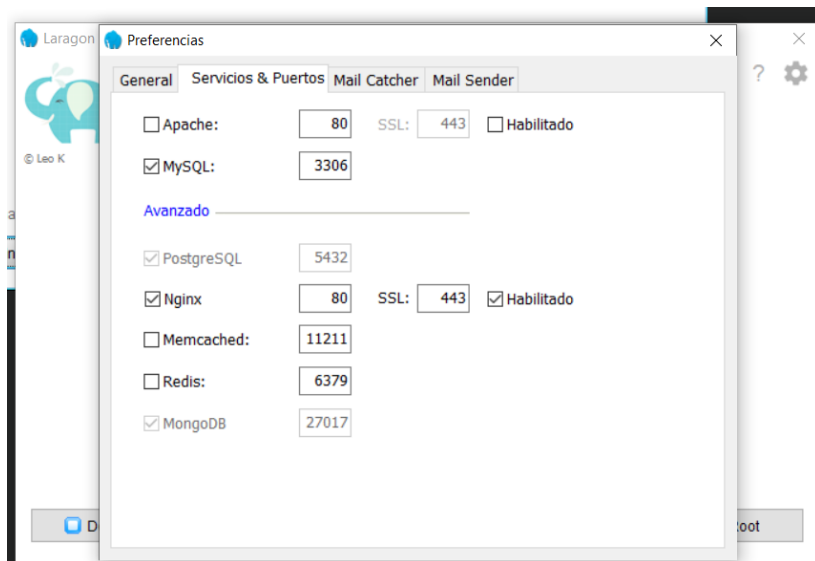 Laragon
Preferencias
General Servicios & Puertos Mail Catcher Mail Sender
?
© Leo K
Apache: 80 SSL: 443 Habilitado
MySQL: 3306
Avanzado
PostgreSQL 5432
Nginx 80 SSL: 443 Habilitado
Memcached: 11211
Redis: 6379
MongoDB 27017